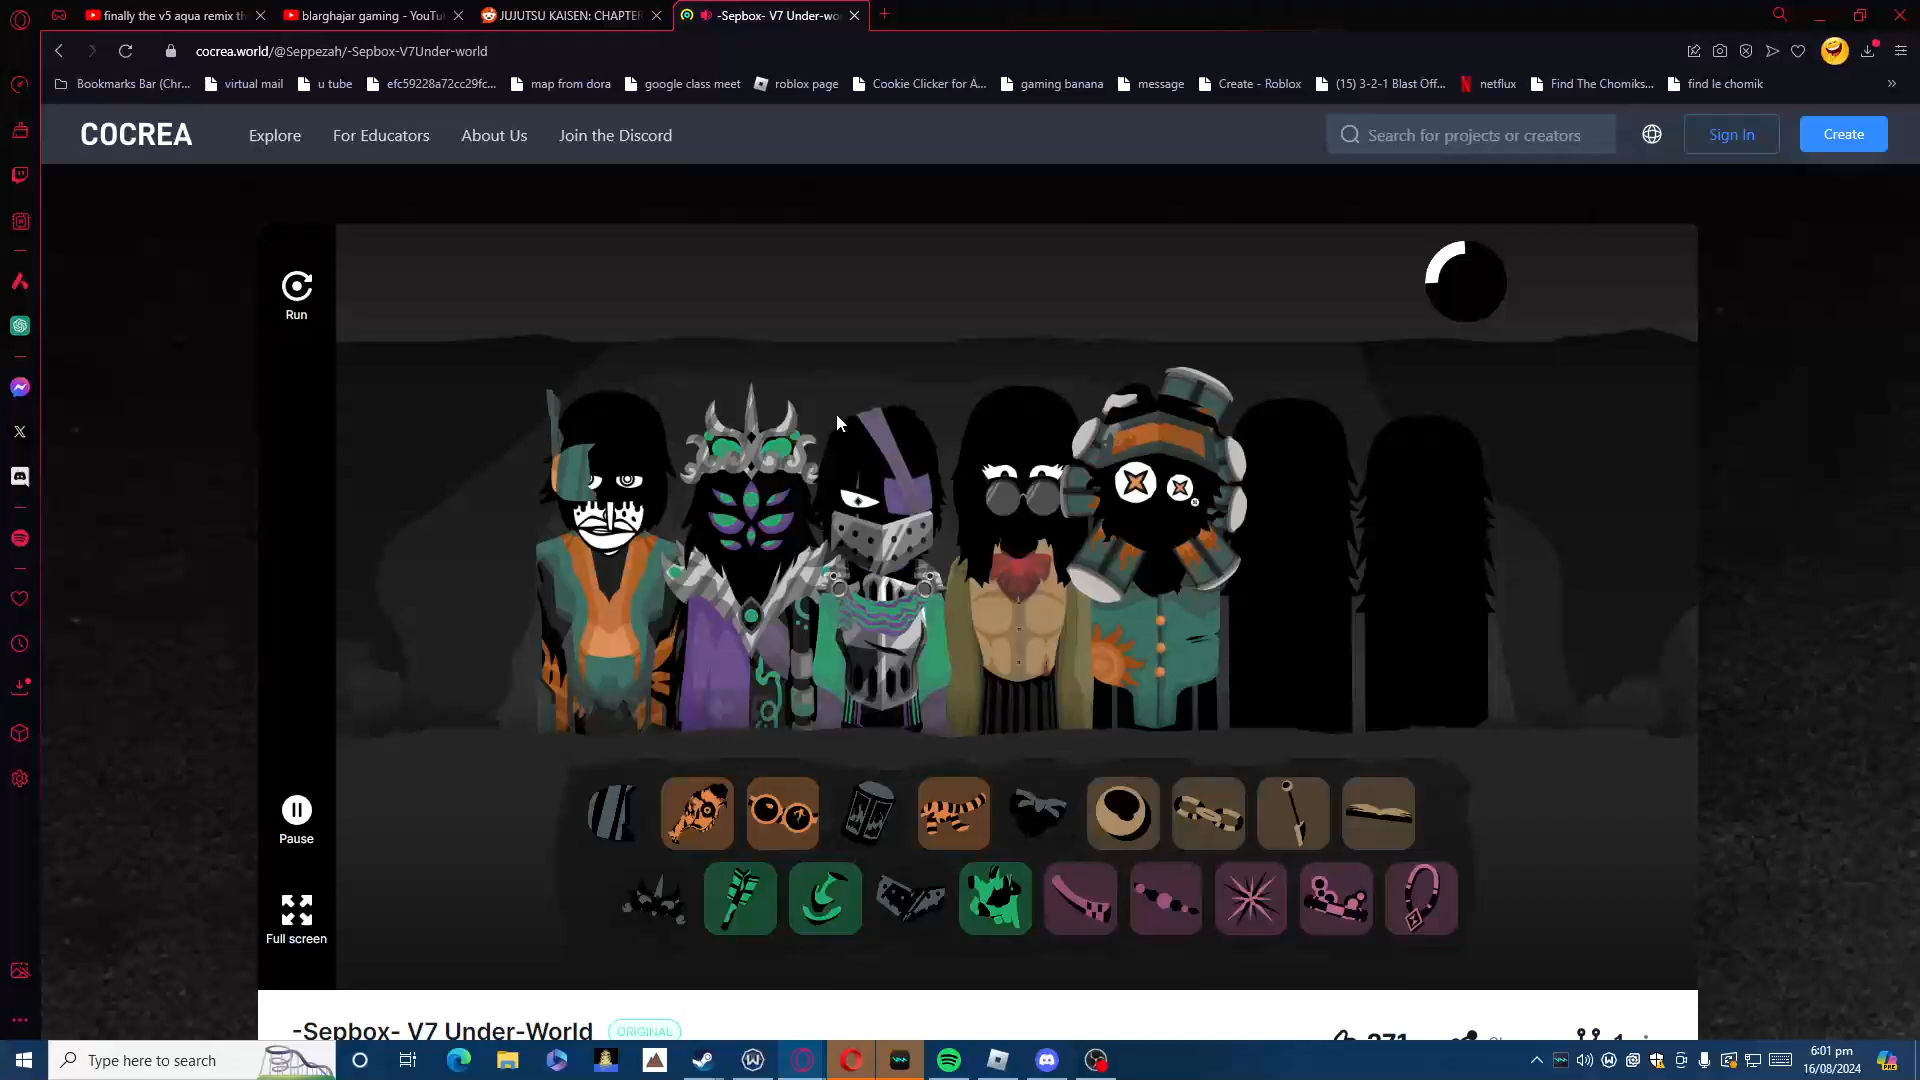 finally the v5 aqua remix th
blarghajar gaming - YouTu
JUJUTSU KAISEN: CHAPTER
-Sepbox- V7 Under-wo
cocrea.world/@Seppezah/-Sepbox-V7Under-world
Bookmarks Bar (Chr... virtual mail u tube efc59228a72cc29fc... map from dora google class meet roblox page Cookie Clicker for A... gaming banana message Create - Roblox (15) 3-2-1 Blast Off... netflux Find The Chomiks... find le chomik
COCREA Explore For Educators About Us Join the Discord Search for projects or creators Sign In Create
Run
Pause
Full screen
-Sepbox- V7 Under-World ORIGINAL
Type here to search
6:01 pm
16/08/2024